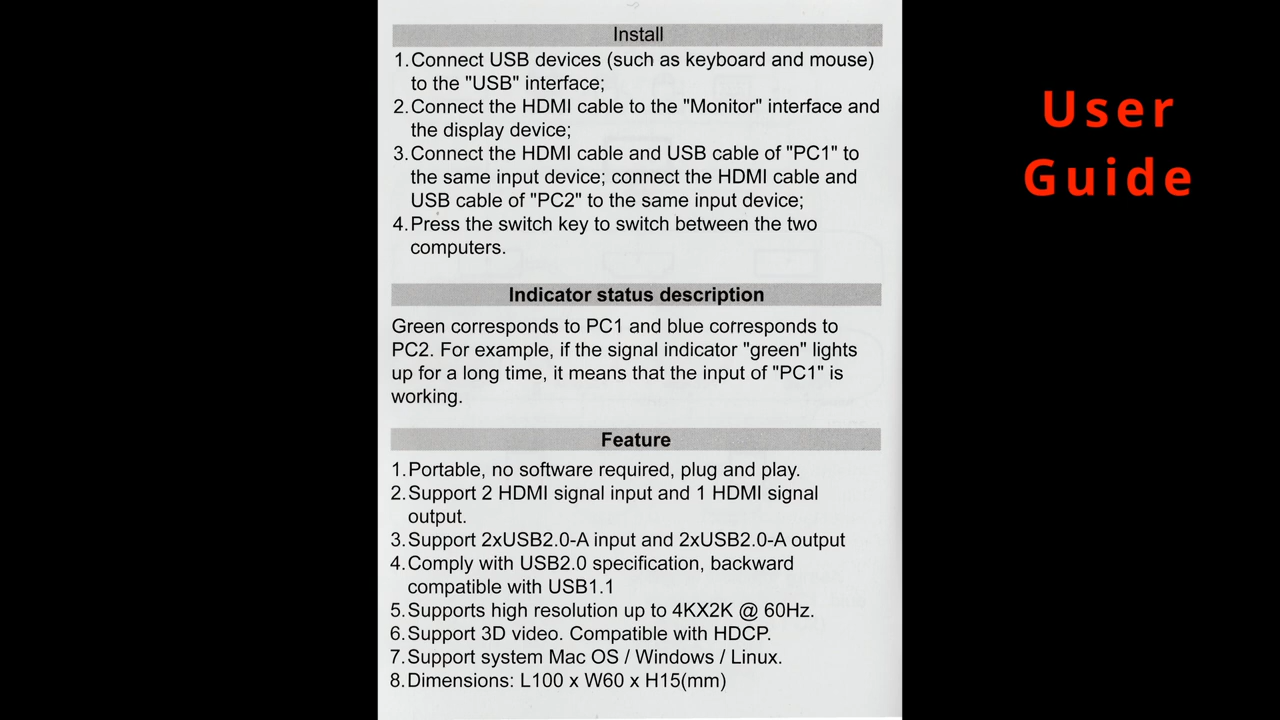 Install
1.Connect USB devices (such as keyboard and mouse)
to the "USB" interface;
2.Connect the HDMI cable to the "Monitor" interface and
the display device;
3.Connect the HDMI cable and USB cable of "PC1" to
the same input device; connect the HDMI cable and
USB cable of "PC2" to the same input device;
4.Press the switch key to switch between the two
computers.
Indicator status description
Green corresponds to PC1 and blue corresponds to
PC2. For example, if the signal indicator "green" lights
up for a long time, it means that the input of "PC1" is
working.
Feature
1.Portable, no software required, plug and play.
2.Support 2 HDMI signal input and 1 HDMI signal
output.
3.Support 2xUSB2.0-A input and 2xUSB2.0-A output
4.Comply with USB2.0 specification, backward
compatible with USB1.1
5.Supports high resolution up to 4KX2K @ 60Hz.
6.Support 3D video. Compatible with HDCP.
7.Support system Mac OS / Windows / Linux.
8.Dimensions: L100 x W60 x H15(mm)
User
Guide